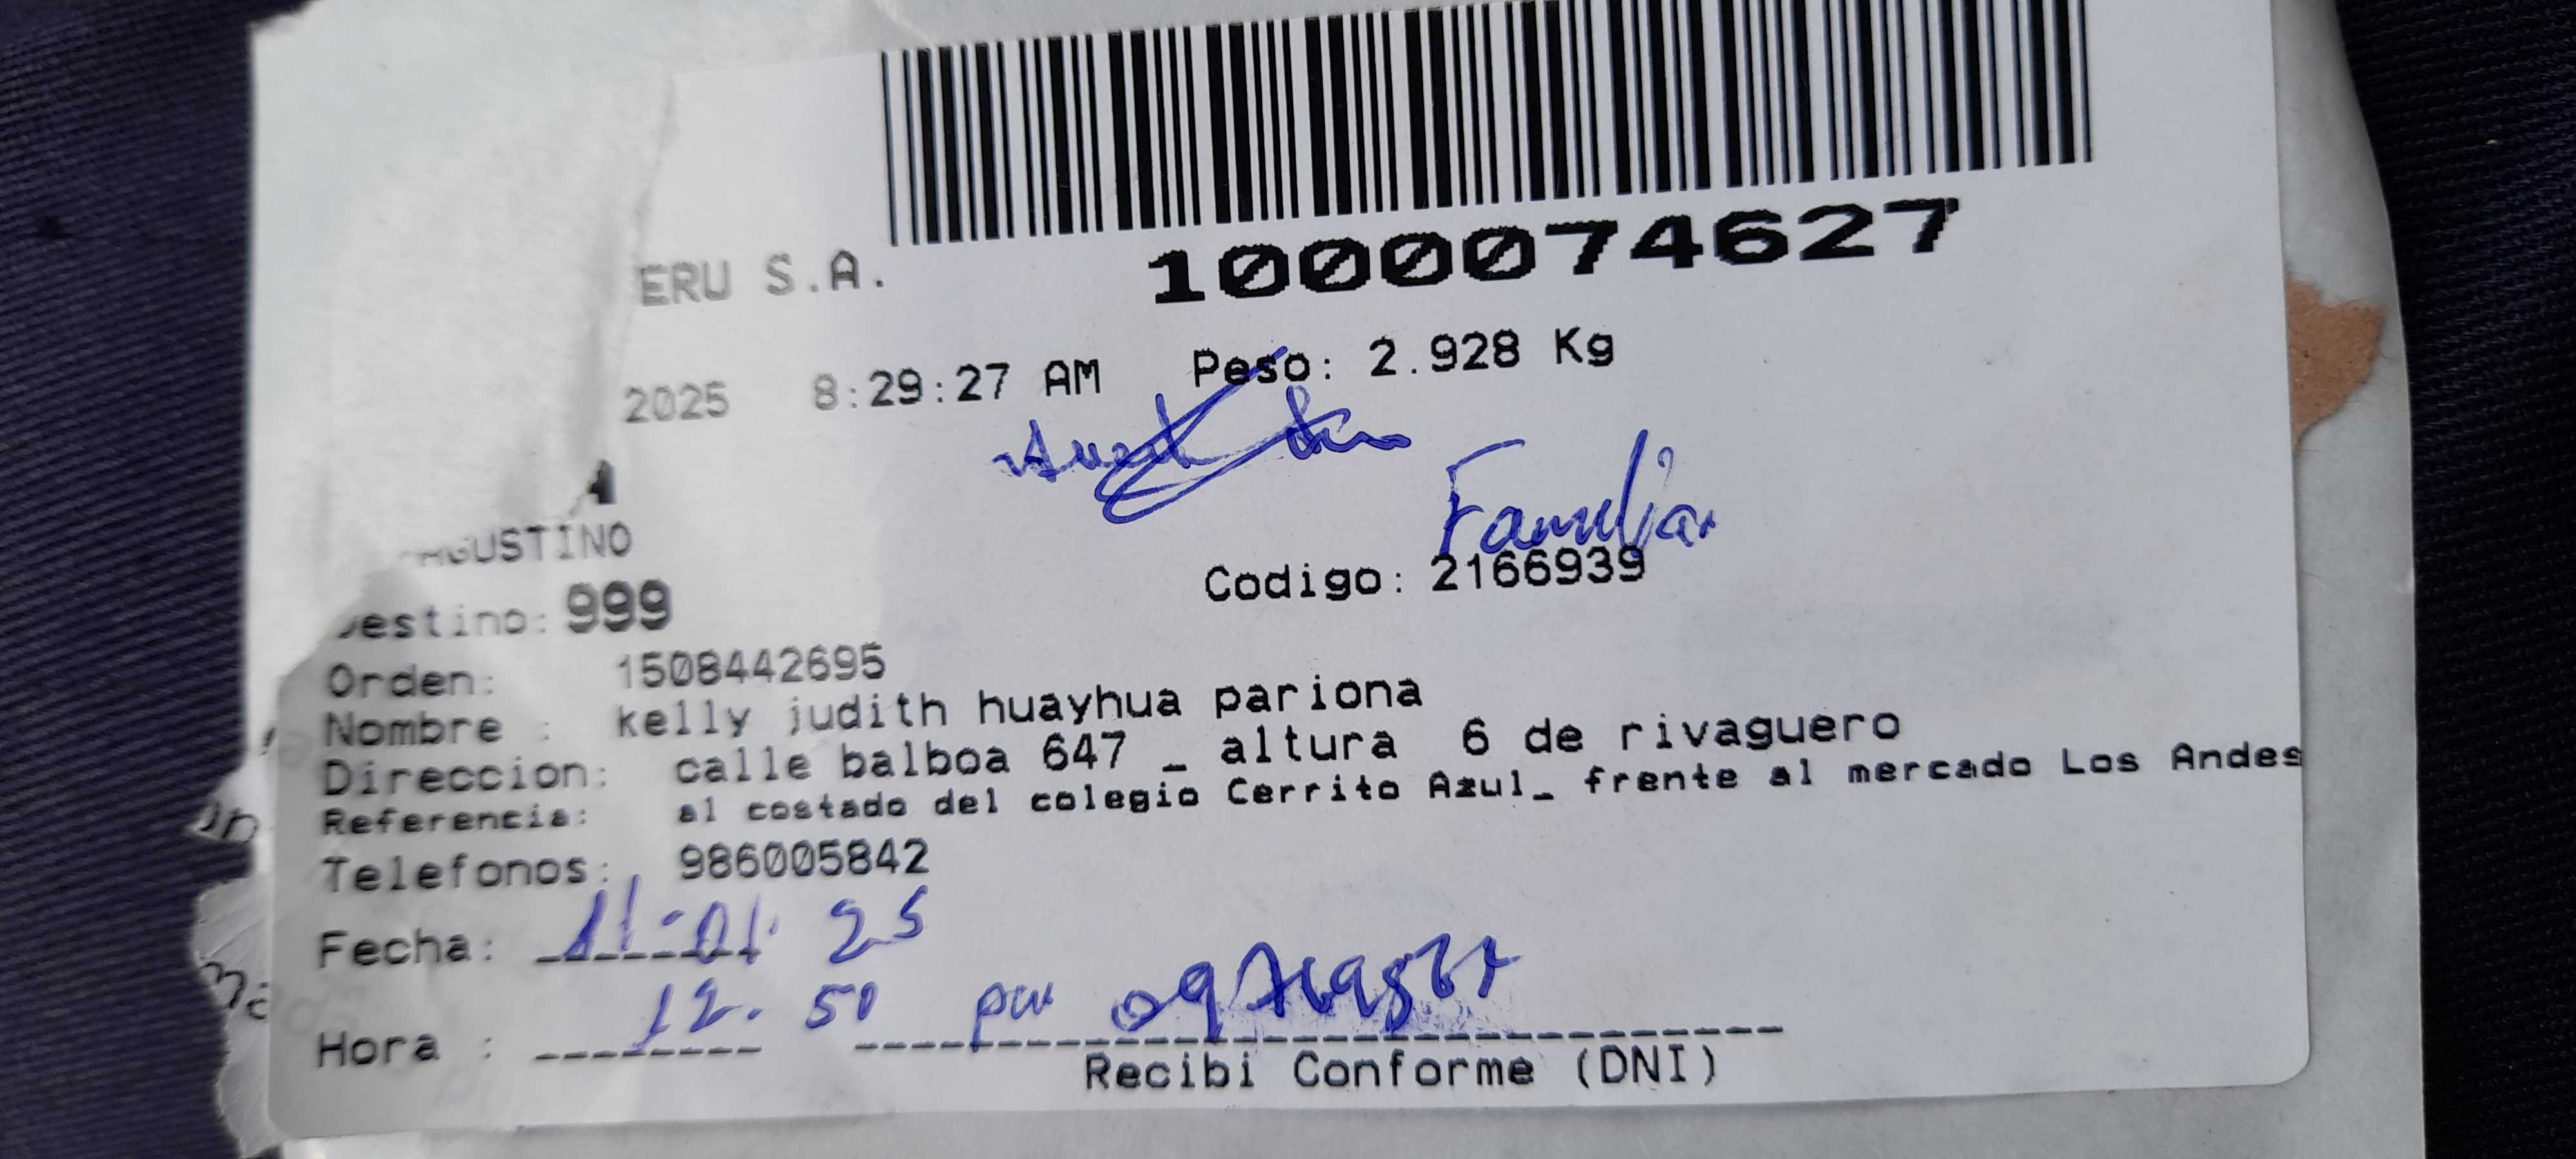 ERU S.A.
1000074627
2025 8:29:27 AM Peso: 2.928 Kg
Familiar
AGUSTINO
Codigo: 2166939
Destino: 999
Orden: 1508442695
Nombre : kelly judith huayhua pariona
Direccion: calle balboa 647 _ altura 6 de rivaguero
Referencia: al costado del colegio Cerrito Azul_ frente al mercado Los Andes
Telefonos: 986005842
Fecha: 11-01-25
Hora : 12.50 pm
Recibi Conforme (DNI)